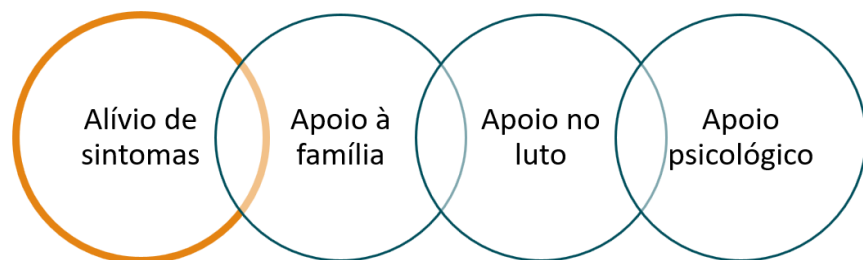 Alívio de
sintomas
Apoio à
família
Apoio no
luto
Apoio
psicológico